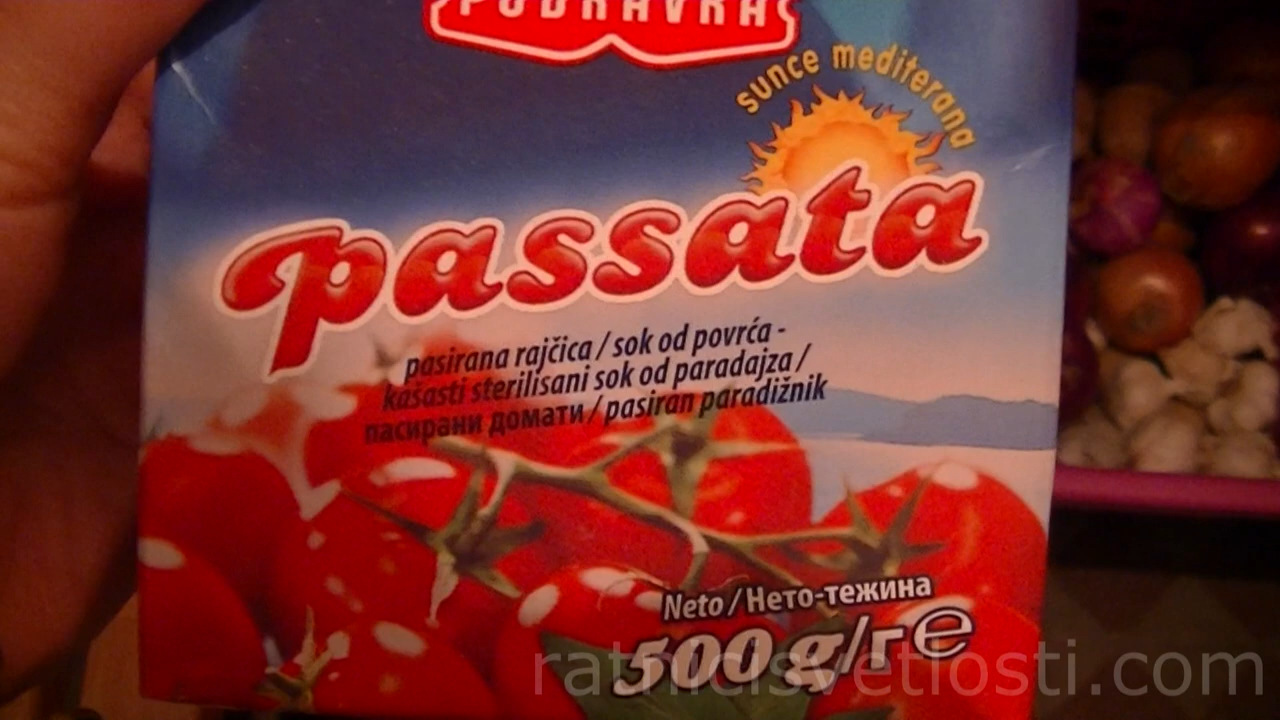 PODRAVKA
sunce mediterana
passata
pasirana rajčica / sok od povrća -
kašasti sterilisani sok od paradajza /
пасирани домати / pasiran paradižnik
Neto / Нето-тежина
500 g/г e
ratnicisvetlosti.com